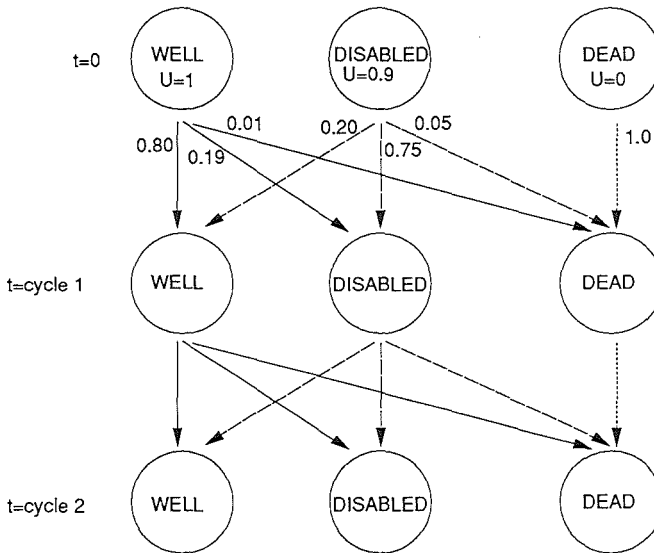 t=0
WELL
U=1
DISABLED
U=0.9
DEAD
U=0
0.80
0.19
0.01
0.20
0.75
0.05
1.0
t=cycle 1
WELL
DISABLED
DEAD
t=cycle 2
WELL
DISABLED
DEAD